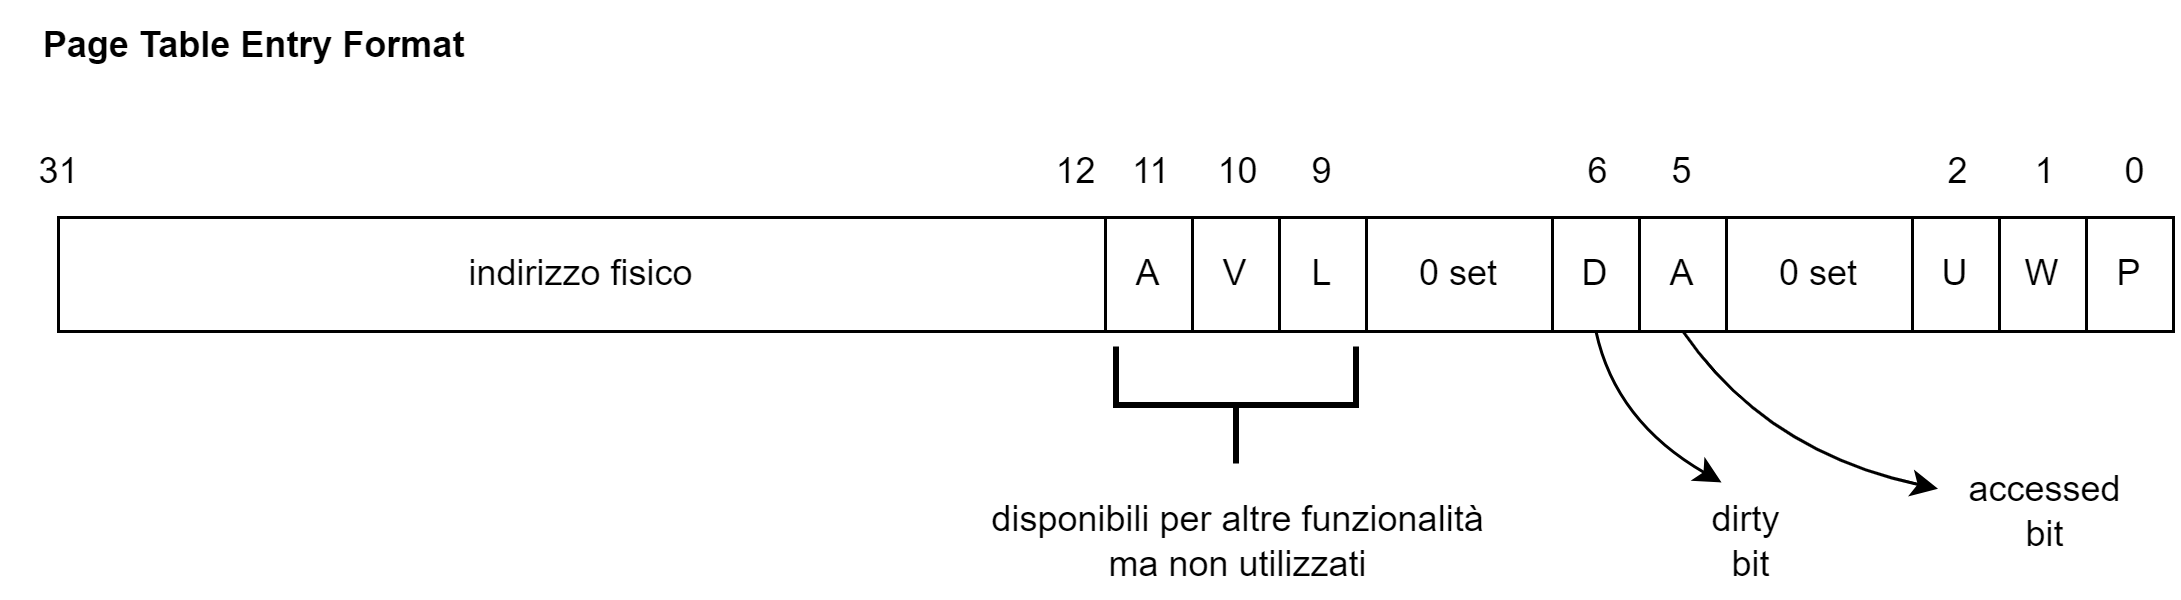 Page Table Entry Format
31 12 11 10 9 6 5 2 1 0
indirizzo fisico A V L 0 set D A 0 set U W P
disponibili per altre funzionalità
ma non utilizzati
dirty
bit
accessed
bit